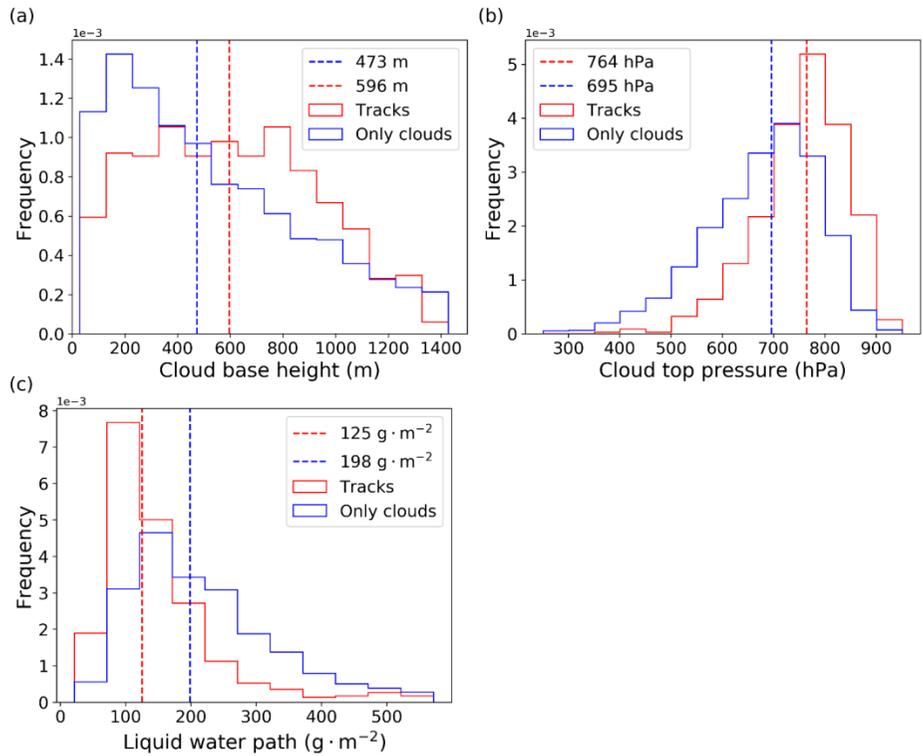 (a)
1e−3
Frequency
1.4
1.2
1.0
0.8
0.6
0.4
0.2
0.0
473 m
596 m
Tracks
Only clouds
0 200 400 600 800 1000 1200 1400
Cloud base height (m)
(b)
1e−3
Frequency
5
4
3
2
1
0
764 hPa
695 hPa
Tracks
Only clouds
300 400 500 600 700 800 900
Cloud top pressure (hPa)
(c)
1e−3
Frequency
8
7
6
5
4
3
2
1
0
125 g · m⁻²
198 g · m⁻²
Tracks
Only clouds
0 100 200 300 400 500
Liquid water path (g · m⁻²)